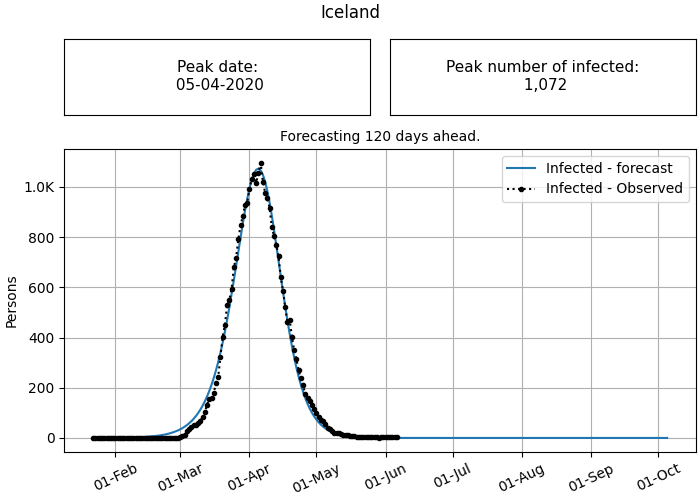 Iceland
Peak date:
05-04-2020
Peak number of infected:
1,072
Forecasting 120 days ahead.
Infected - forecast
Infected - Observed
Persons
1.0K
800
600
400
200
0
01-Feb
01-Mar
01-Apr
01-May
01-Jun
01-Jul
01-Aug
01-Sep
01-Oct